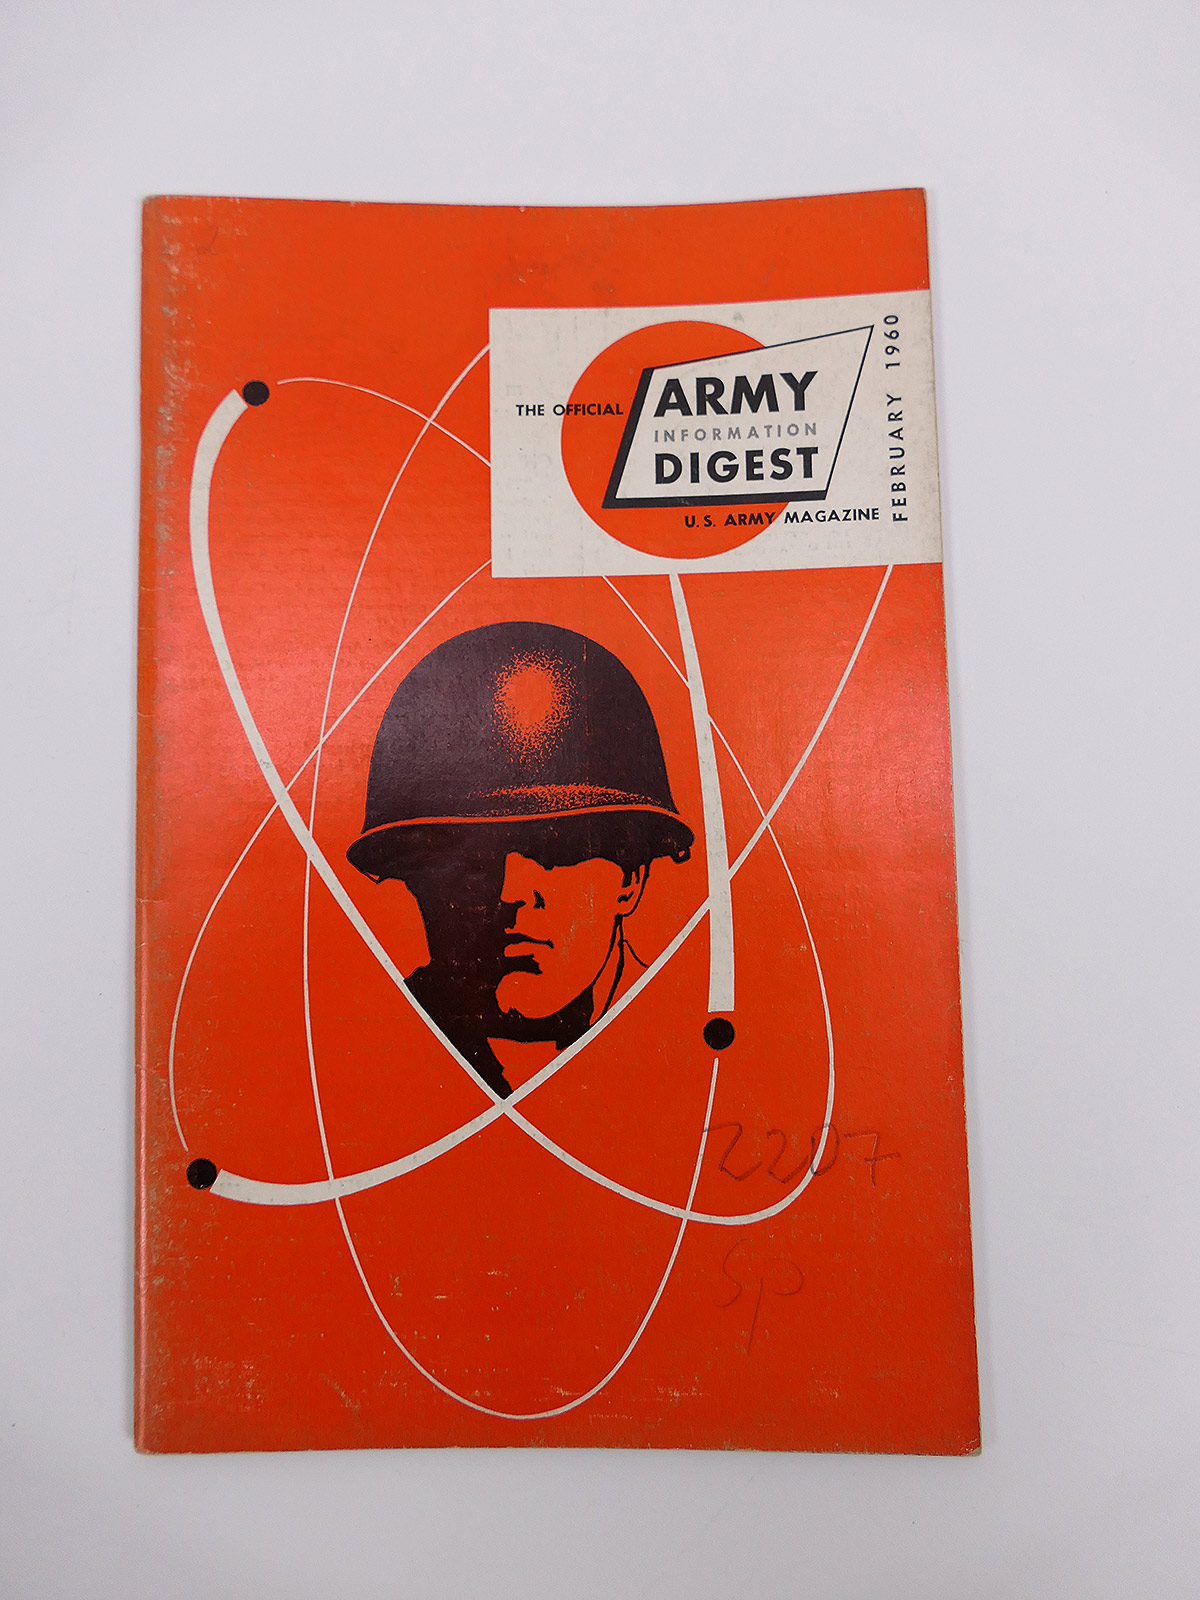 THE OFFICIAL
ARMY
INFORMATION
DIGEST
U.S. ARMY MAGAZINE
FEBRUARY 1960
2207
Sp